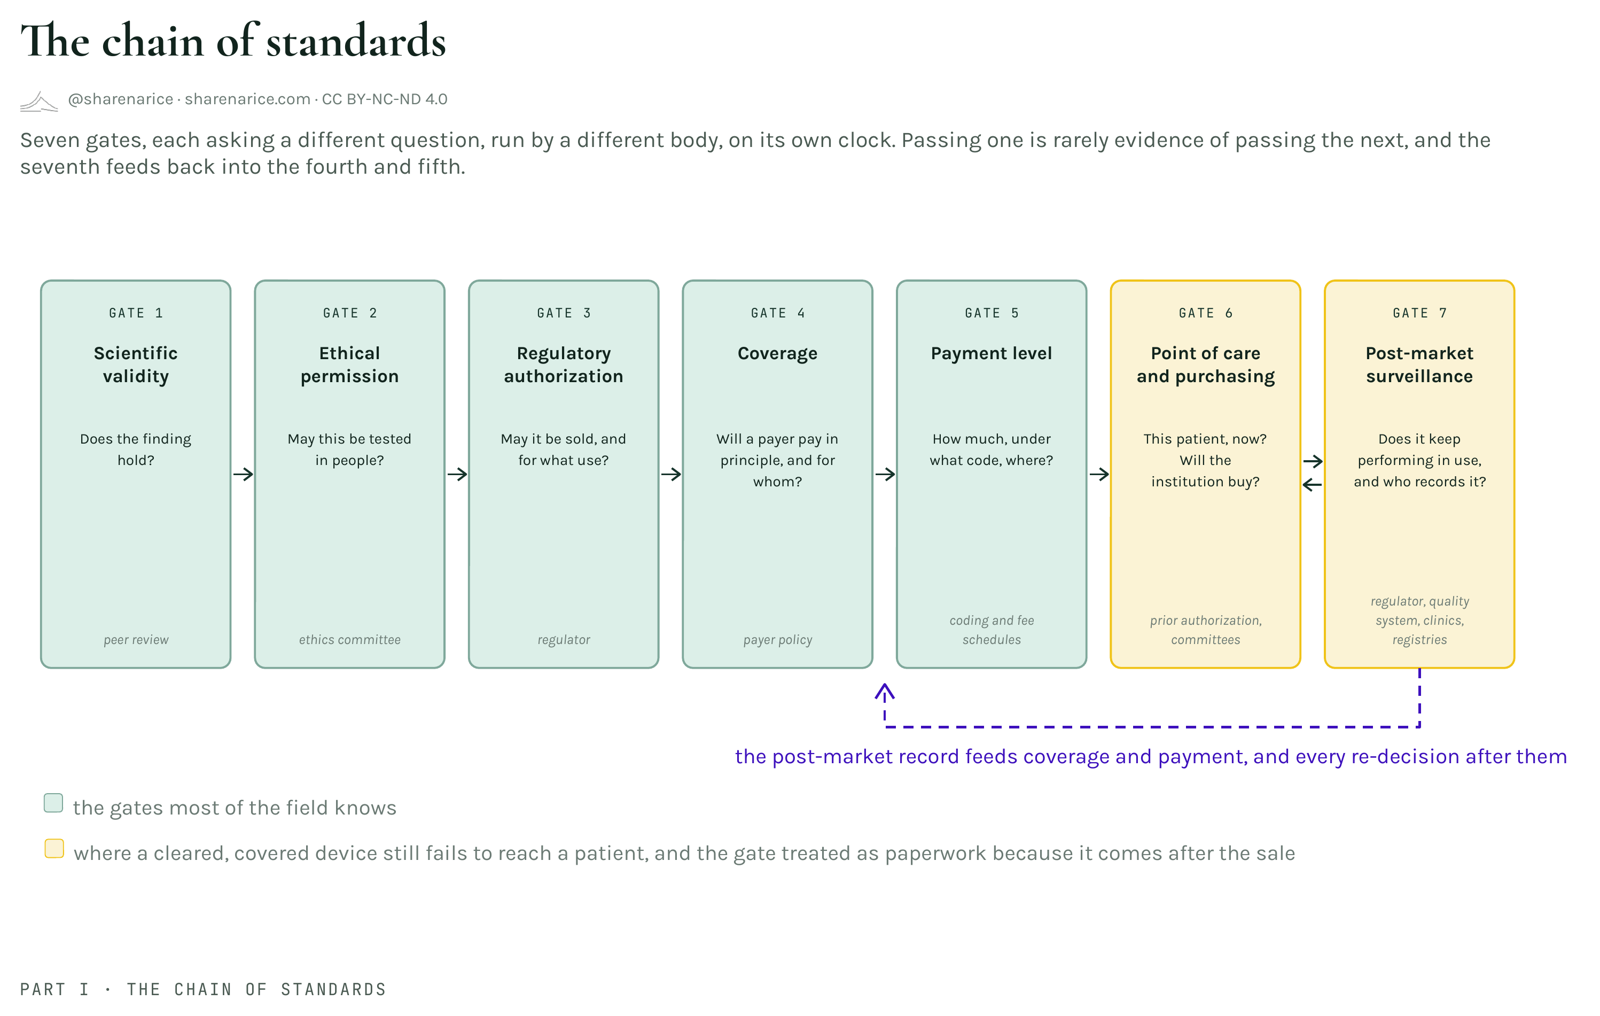 The chain of standards
@sharenarice · sharenarice.com · CC BY-NC-ND 4.0
Seven gates, each asking a different question, run by a different body, on its own clock. Passing one is rarely evidence of passing the next, and the
seventh feeds back into the fourth and fifth.
GATE 1
Scientific
validity
Does the finding
hold?
peer review
GATE 2
Ethical
permission
May this be tested
in people?
ethics committee
GATE 3
Regulatory
authorization
May it be sold, and
for what use?
regulator
GATE 4
Coverage
Will a payer pay in
principle, and for
whom?
payer policy
GATE 5
Payment level
How much, under
what code, where?
coding and fee
schedules
GATE 6
Point of care
and purchasing
This patient, now?
Will the
institution buy?
prior authorization,
committees
GATE 7
Post-market
surveillance
Does it keep
performing in use,
and who records it?
regulator, quality
system, clinics,
registries
the post-market record feeds coverage and payment, and every re-decision after them
the gates most of the field knows
where a cleared, covered device still fails to reach a patient, and the gate treated as paperwork because it comes after the sale
PART I · THE CHAIN OF STANDARDS